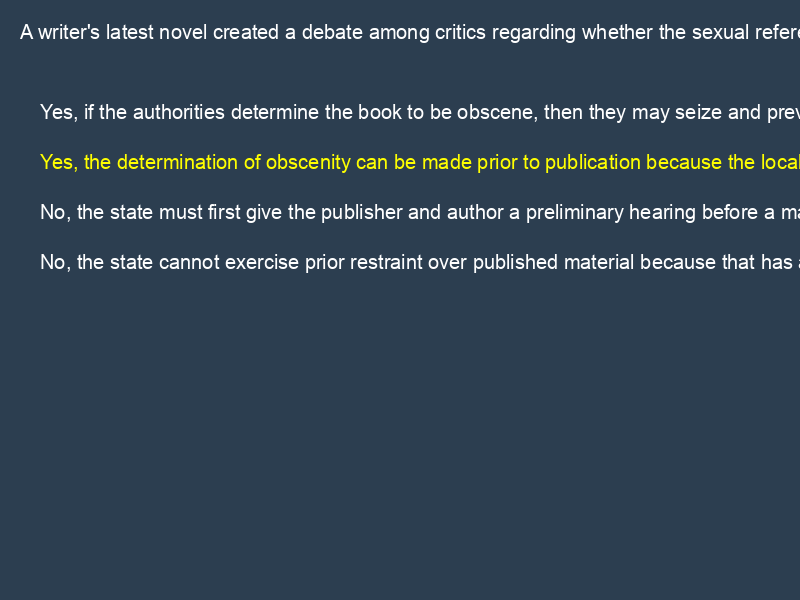 A writer's latest novel created a debate among critics regarding whether the sexual
Yes, if the authorities determine the book to be obscene, then they may seize and
Yes, the determination of obscenity can be made prior to publication because the local
No, the state must first give the publisher and author a preliminary hearing before a
No, the state cannot exercise prior restraint over published material because that has